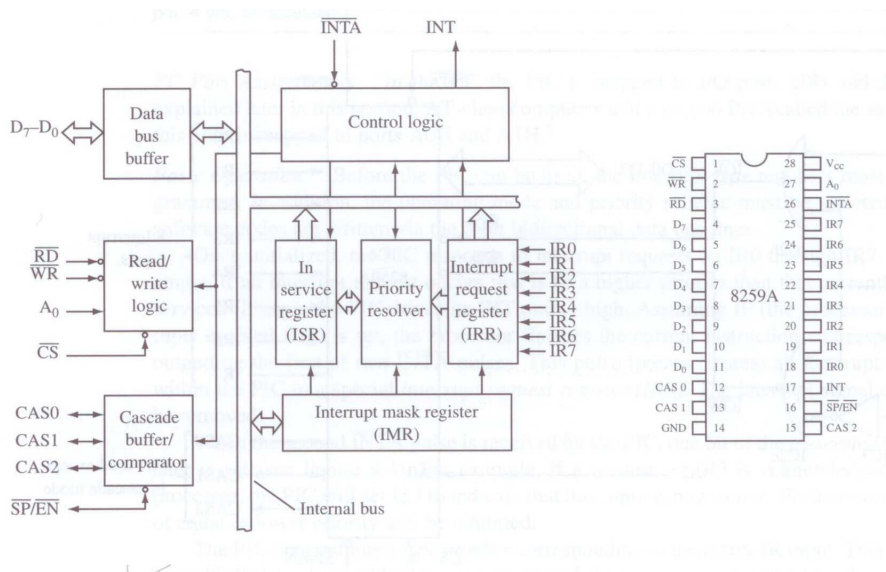 INTA
INT
D7–D0
Data
bus
buffer
Control logic
RD
WR
A0
CS
Read/
write
logic
In
service
register
(ISR)
Priority
resolver
Interrupt
request
register
(IRR)
IR0
IR1
IR2
IR3
IR4
IR5
IR6
IR7
CAS0
CAS1
CAS2
SP/EN
Cascade
buffer/
comparator
Interrupt mask register
(IMR)
Internal bus
8259A
CS 1 28 Vcc
WR 2 27 A0
RD 3 26 INTA
D7 4 25 IR7
D6 5 24 IR6
D5 6 23 IR5
D4 7 22 IR4
D3 8 21 IR3
D2 9 20 IR2
D1 10 19 IR1
D0 11 18 IR0
CAS 0 12 17 INT
CAS 1 13 16 SP/EN
GND 14 15 CAS 2